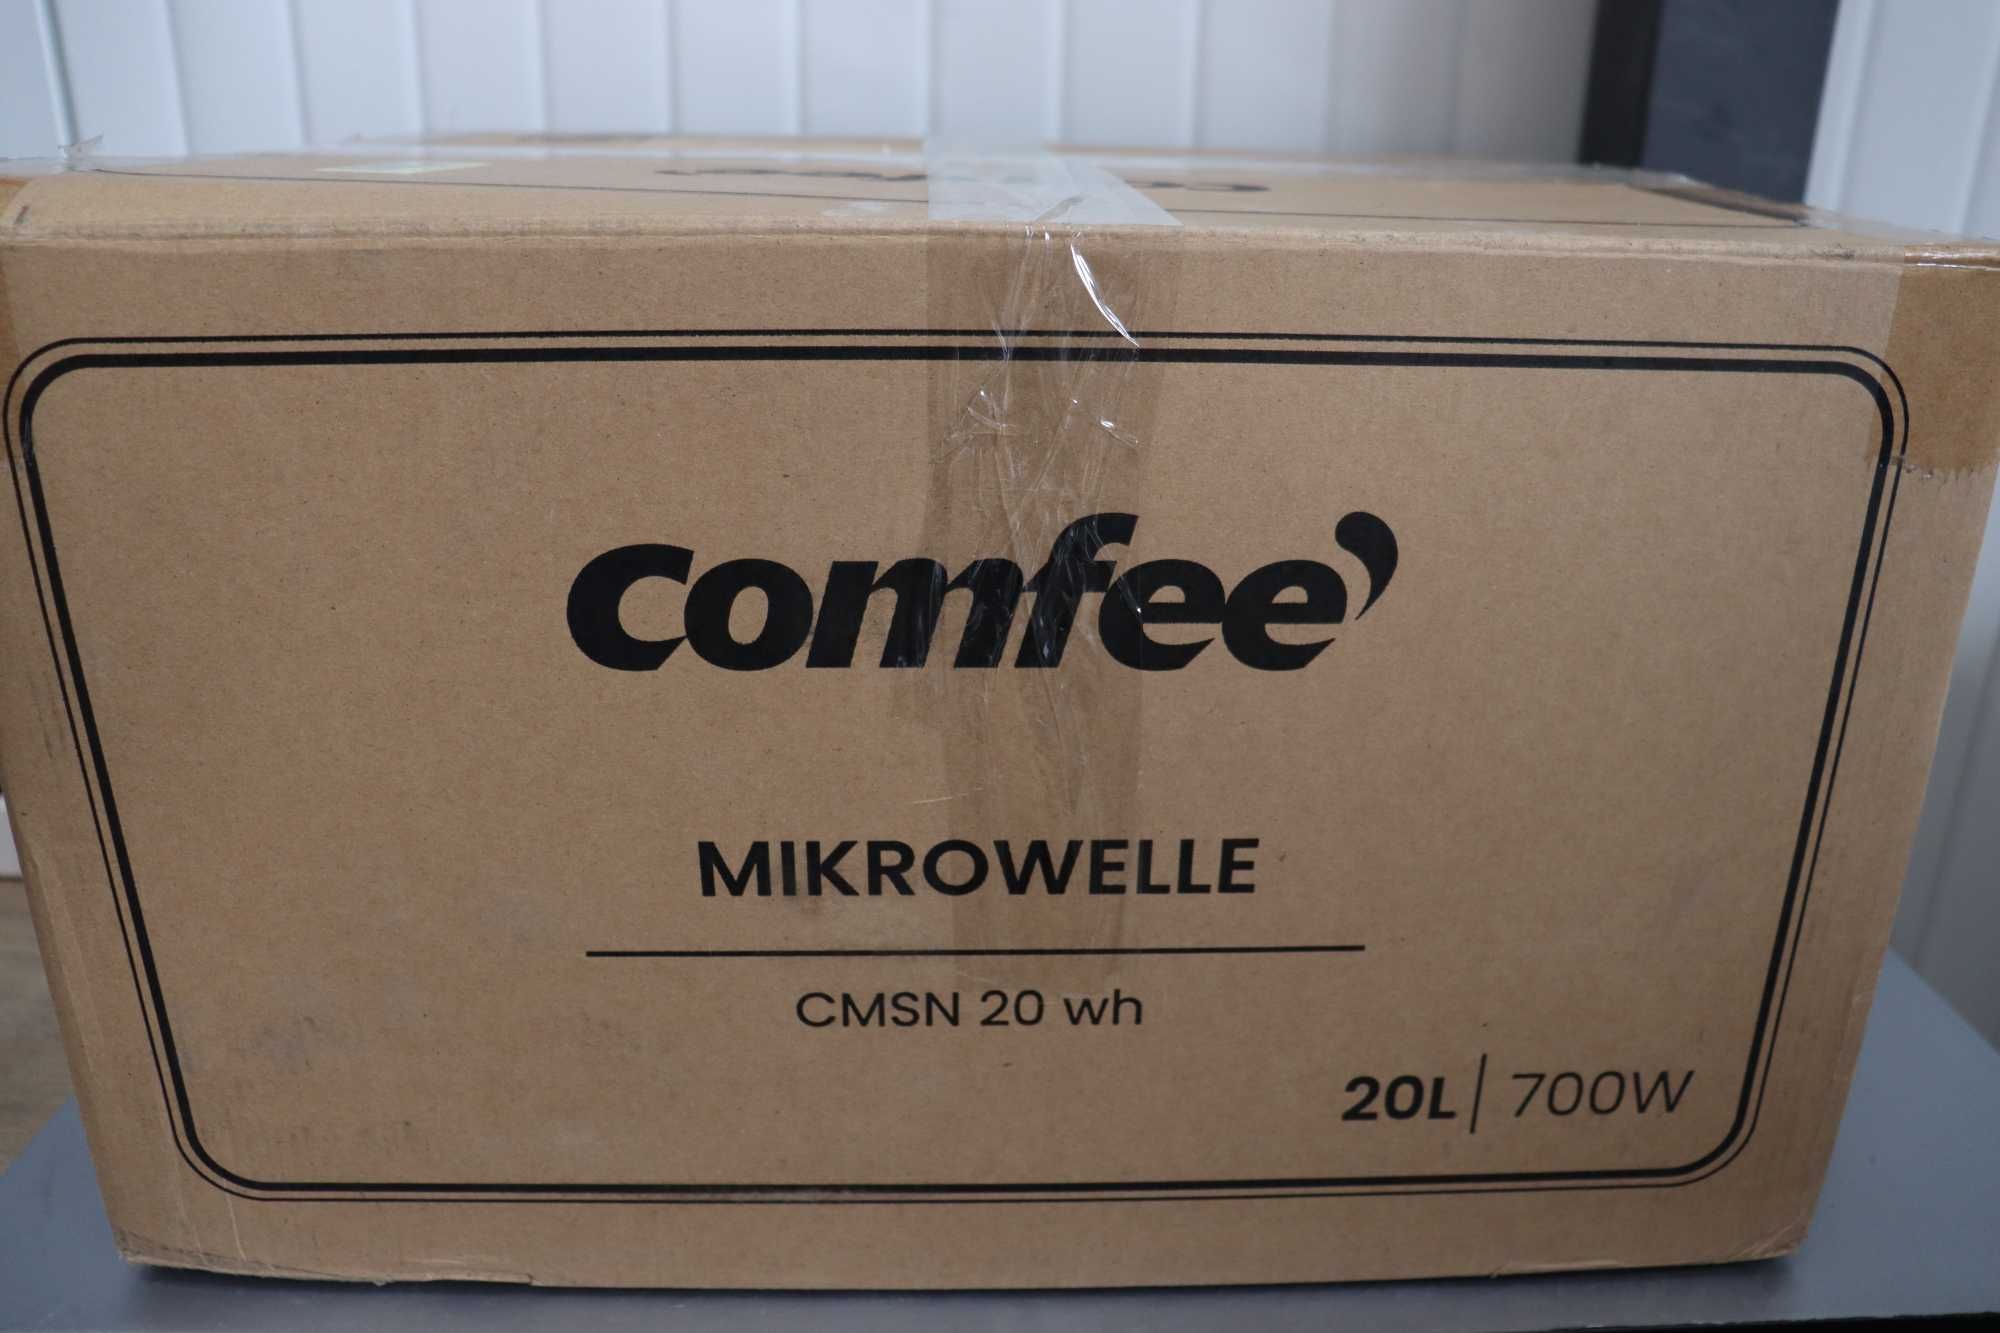 comfee'
MIKROWELLE
CMSN 20 wh
20L | 700W